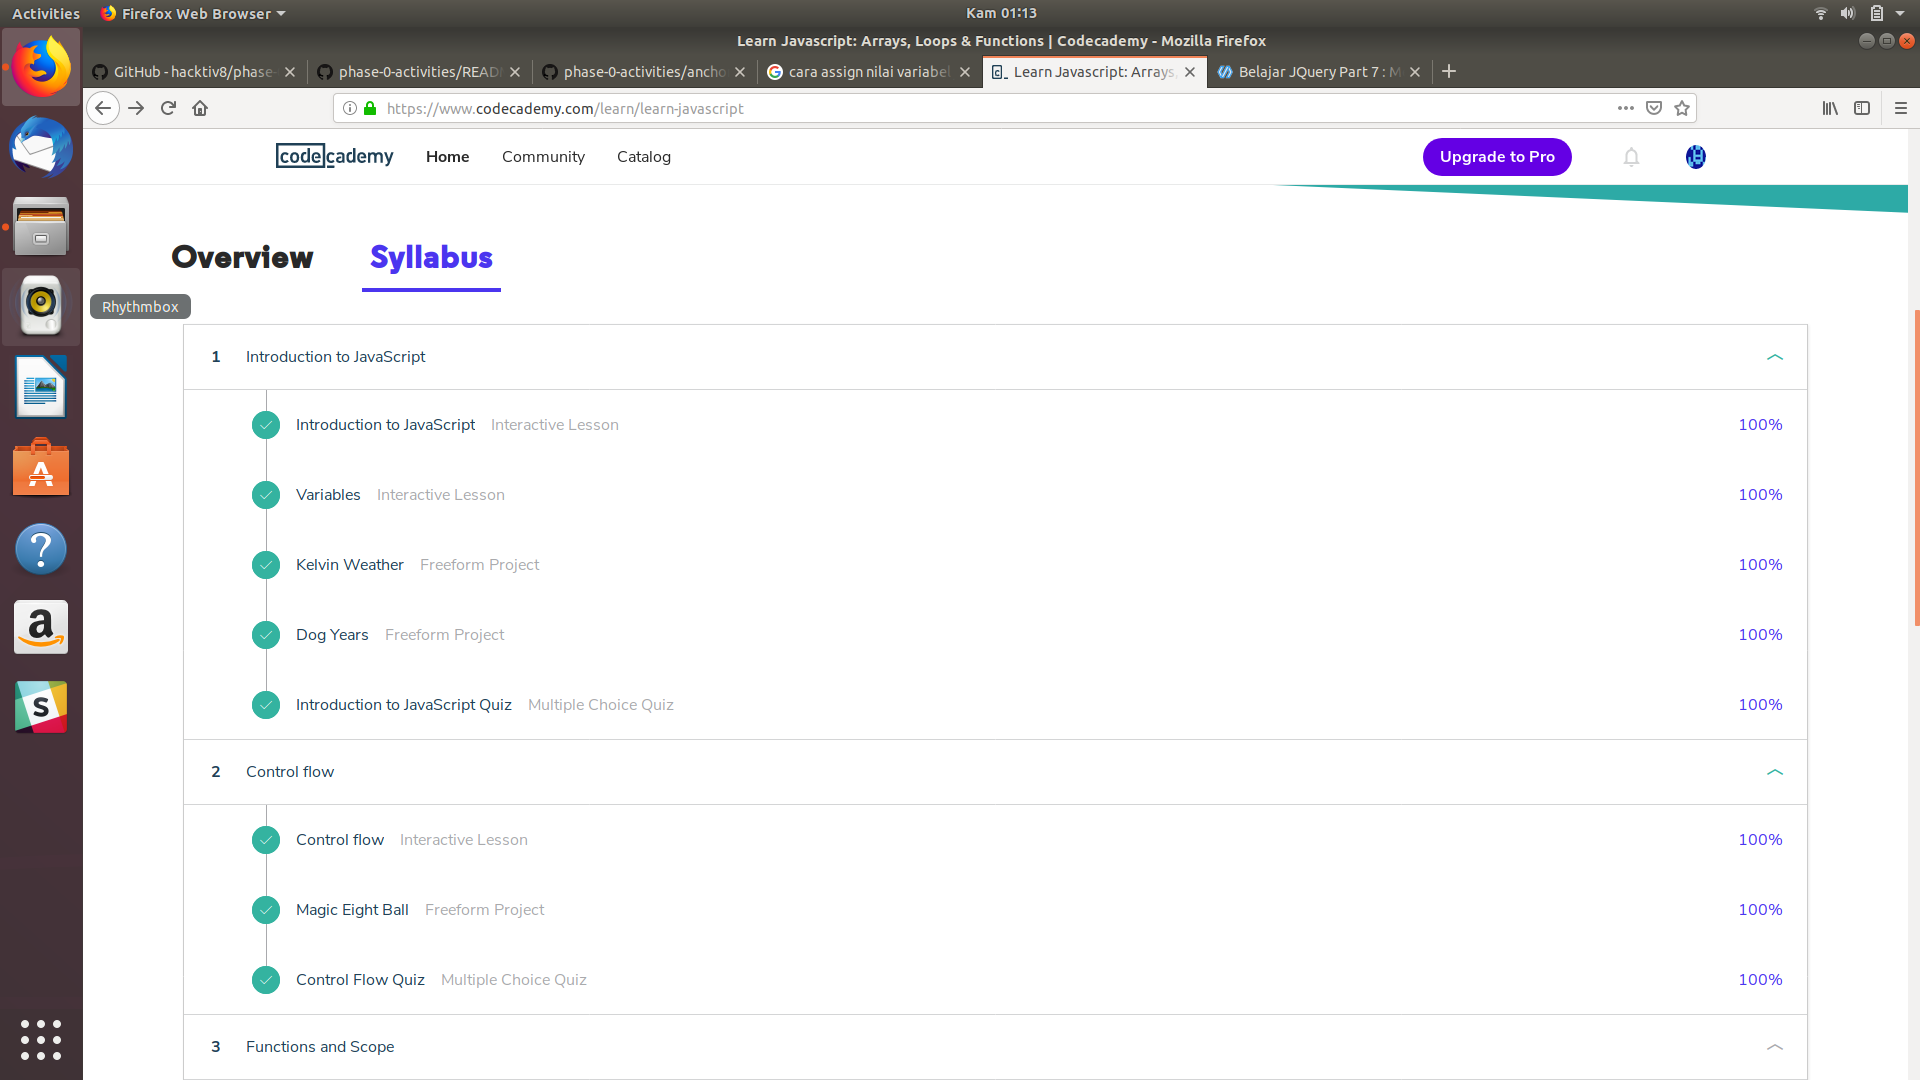 Activities Firefox Web Browser Kam 01:13
Learn Javascript: Arrays, Loops & Functions | Codecademy - Mozilla Firefox
GitHub - hacktiv8/phase- phase-0-activities/READ phase-0-activities/ancho cara assign nilai variabel Learn Javascript: Arrays, Belajar JQuery Part 7 : M
https://www.codecademy.com/learn/learn-javascript
codecademy Home Community Catalog Upgrade to Pro
Overview Syllabus
Rhythmbox
1 Introduction to JavaScript
Introduction to JavaScript Interactive Lesson 100%
Variables Interactive Lesson 100%
Kelvin Weather Freeform Project 100%
Dog Years Freeform Project 100%
Introduction to JavaScript Quiz Multiple Choice Quiz 100%
2 Control flow
Control flow Interactive Lesson 100%
Magic Eight Ball Freeform Project 100%
Control Flow Quiz Multiple Choice Quiz 100%
3 Functions and Scope